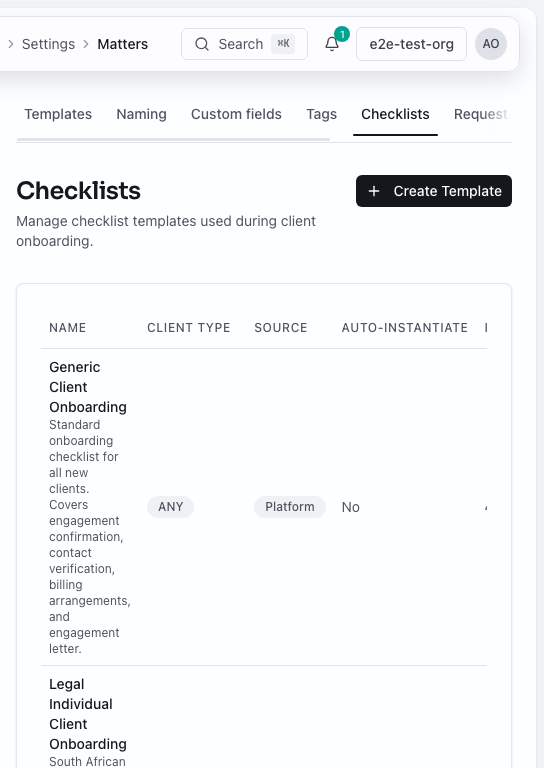 Settings > Matters
Search ⌘K
1
e2e-test-org
AO
Templates Naming Custom fields Tags Checklists Request
Checklists
Create Template
Manage checklist templates used during client
onboarding.
NAME CLIENT TYPE SOURCE AUTO-INSTANTIATE
Generic
Client
Onboarding
Standard
onboarding
checklist for
all new
clients.
Covers
engagement
confirmation,
contact
verification,
billing
arrangements,
and
engagement
letter.
ANY Platform No
Legal
Individual
Client
Onboarding
South African